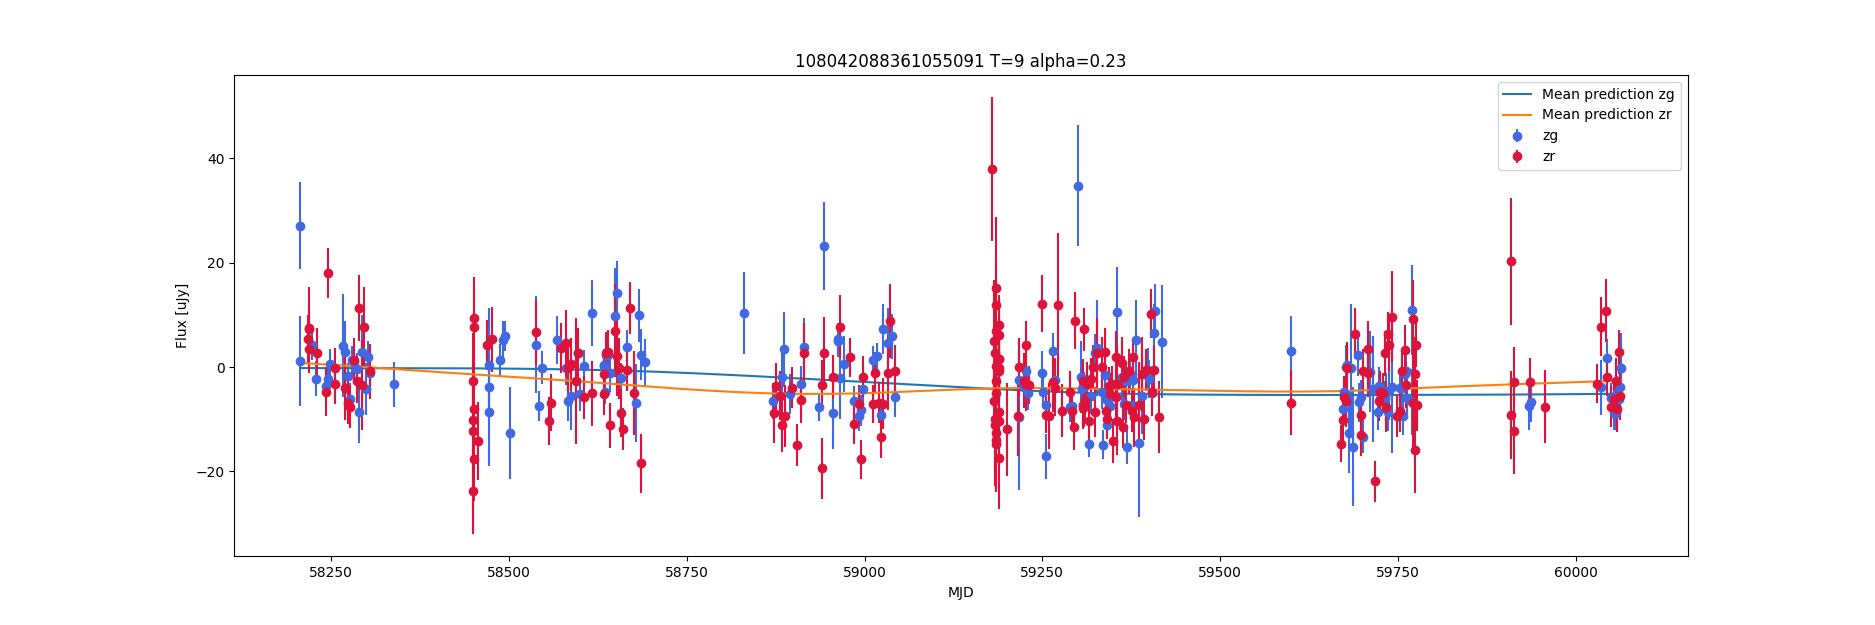 108042088361055091 T=9 alpha=0.23
Mean prediction zg
Mean prediction zr
zg
zr
Flux [uJy]
40
20
0
−20
58250 58500 58750 59000 59250 59500 59750 60000
MJD